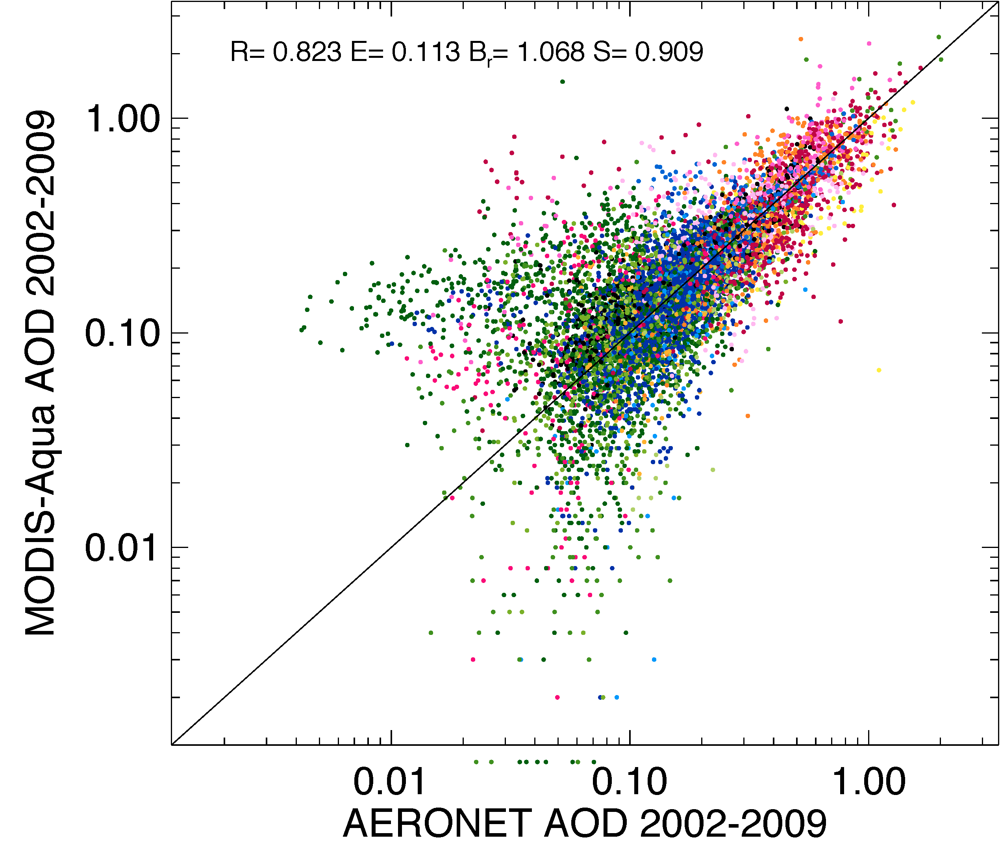 R= 0.823 E= 0.113 Br= 1.068 S= 0.909
MODIS-Aqua AOD 2002-2009
1.00
0.10
0.01
0.01 0.10 1.00
AERONET AOD 2002-2009